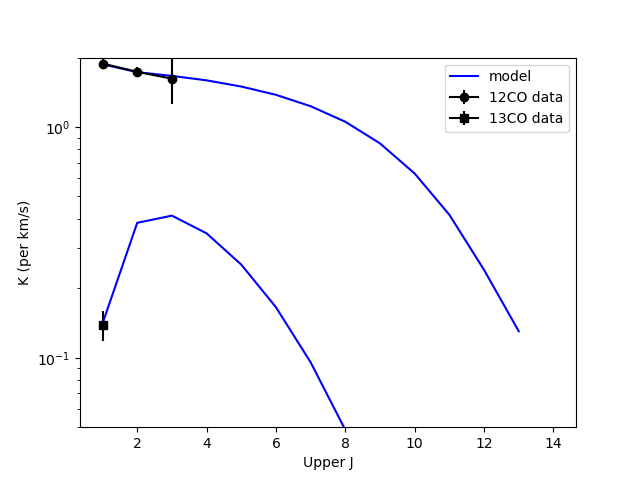 model
12CO data
13CO data
10⁰
10⁻¹
K (per km/s)
2 4 6 8 10 12 14
Upper J